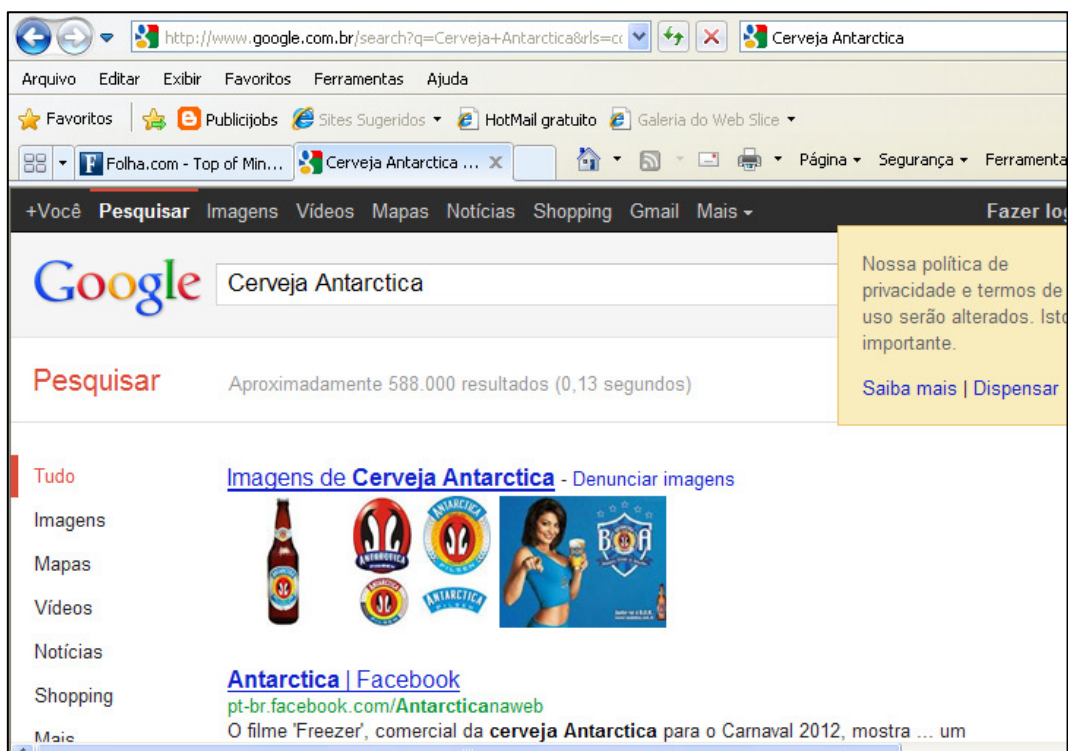 http://www.google.com.br/search?q=Cerveja+Antarctica&rls=c Cerveja Antarctica
Arquivo Editar Exibir Favoritos Ferramentas Ajuda
Favoritos Publicijobs Sites Sugeridos HotMail gratuito Galeria do Web Slice
Folha.com - Top of Min... Cerveja Antarctica ... Página Segurança Ferramenta
+Você Pesquisar Imagens Vídeos Mapas Notícias Shopping Gmail Mais Fazer log
Google Cerveja Antarctica
Nossa política de
privacidade e termos de
uso serão alterados. Isto
importante.
Saiba mais | Dispensar
Pesquisar Aproximadamente 588.000 resultados (0,13 segundos)
Tudo
Imagens
Mapas
Vídeos
Notícias
Shopping
Mais
Imagens de Cerveja Antarctica - Denunciar imagens
ANTARCTICA
ANTARCTICA
ANTARCTICA
BOA
Antarctica | Facebook
pt-br.facebook.com/Antarcticanaweb
O filme 'Freezer', comercial da cerveja Antarctica para o Carnaval 2012, mostra ... um